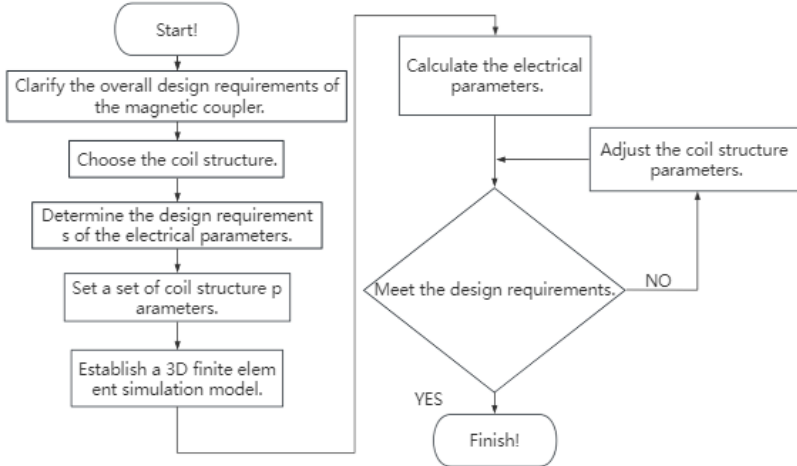 Start!
Clarify the overall design requirements of
the magnetic coupler.
Choose the coil structure.
Determine the design requirement
s of the electrical parameters.
Set a set of coil structure p
arameters.
Establish a 3D finite elem
ent simulation model.
Calculate the electrical
parameters.
Adjust the coil structure
parameters.
Meet the design requirements.
NO
YES
Finish!